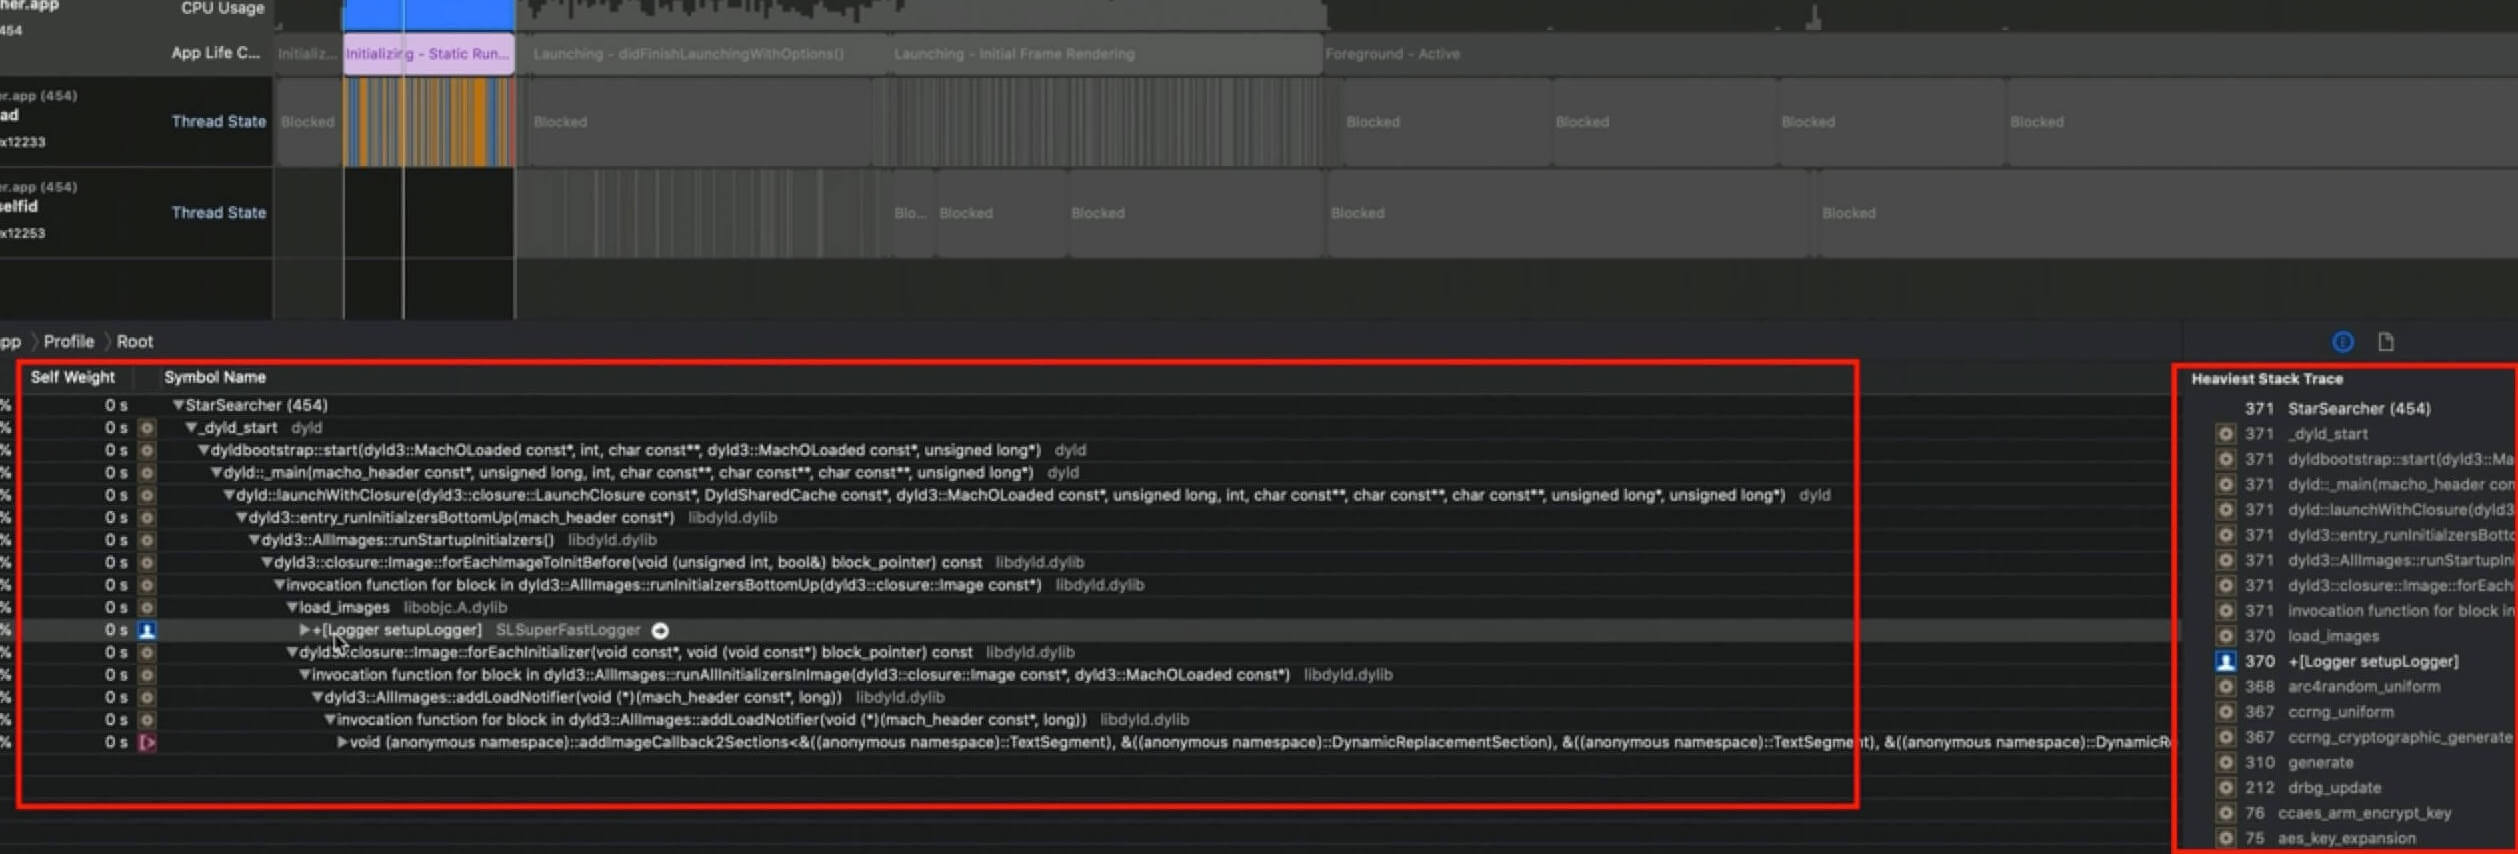 her.app
CPU Usage
454
App Life C...
Initializ...
Initializing - Static Run...
Launching - didFinishLaunchingWithOptions()
Launching - Initial Frame Rendering
Foreground - Active
er.app (454)
ad
Thread State
x12233
Blocked
Blocked
Blocked
Blocked
Blocked
Blocked
er.app (454)
selfid
Thread State
x12253
Blo...
Blocked
Blocked
Blocked
Blocked
pp
Profile
Root
Self Weight
Symbol Name
% 0 s StarSearcher (454)
% 0 s _dyld_start dyld
% 0 s dyldbootstrap::start(dyld3::MachOLoaded const*, int, char const**, dyld3::MachOLoaded const*, unsigned long*) dyld
% 0 s dyld::_main(macho_header const*, unsigned long, int, char const**, char const**, char const**, unsigned long*) dyld
% 0 s dyld::launchWithClosure(dyld3::closure::LaunchClosure const*, DyldSharedCache const*, dyld3::MachOLoaded const*, unsigned long, int, char const**, char const**, char const**, unsigned long*, unsigned long*) dyld
% 0 s dyld3::entry_runInitialzersBottomUp(mach_header const*) libdyld.dylib
% 0 s dyld3::AllImages::runStartupInitialzers() libdyld.dylib
% 0 s dyld3::closure::Image::forEachImageToInitBefore(void (unsigned int, bool&) block_pointer) const libdyld.dylib
% 0 s invocation function for block in dyld3::AllImages::runInitialzersBottomUp(dyld3::closure::Image const*) libdyld.dylib
% 0 s load_images libobjc.A.dylib
% 0 s +[Logger setupLogger] SLSuperFastLogger
% 0 s dyld3::closure::Image::forEachInitializer(void const*, void (void const*) block_pointer) const libdyld.dylib
% 0 s invocation function for block in dyld3::AllImages::runAllInitializersInImage(dyld3::closure::Image const*, dyld3::MachOLoaded const*) libdyld.dylib
% 0 s dyld3::AllImages::addLoadNotifier(void (*)(mach_header const*, long)) libdyld.dylib
% 0 s invocation function for block in dyld3::AllImages::addLoadNotifier(void (*)(mach_header const*, long)) libdyld.dylib
% 0 s void (anonymous namespace)::addImageCallback2Sections<&((anonymous namespace)::TextSegment), &((anonymous namespace)::DynamicReplacementSection), &((anonymous namespace)::TextSegment), &((anonymous namespace)::DynamicR
Heaviest Stack Trace
371 StarSearcher (454)
371 _dyld_start
371 dyldbootstrap::start(dyld3::Ma
371 dyld::_main(macho_header con
371 dyld::launchWithClosure(dyld3
371 dyld3::entry_runInitialzersBotto
371 dyld3::AllImages::runStartupIn
371 dyld3::closure::Image::forEach
371 invocation function for block in
370 load_images
370 +[Logger setupLogger]
368 arc4random_uniform
367 ccrng_uniform
367 ccrng_cryptographic_generate
310 generate
212 drbg_update
76 ccaes_arm_encrypt_key
75 aes_key_expansion